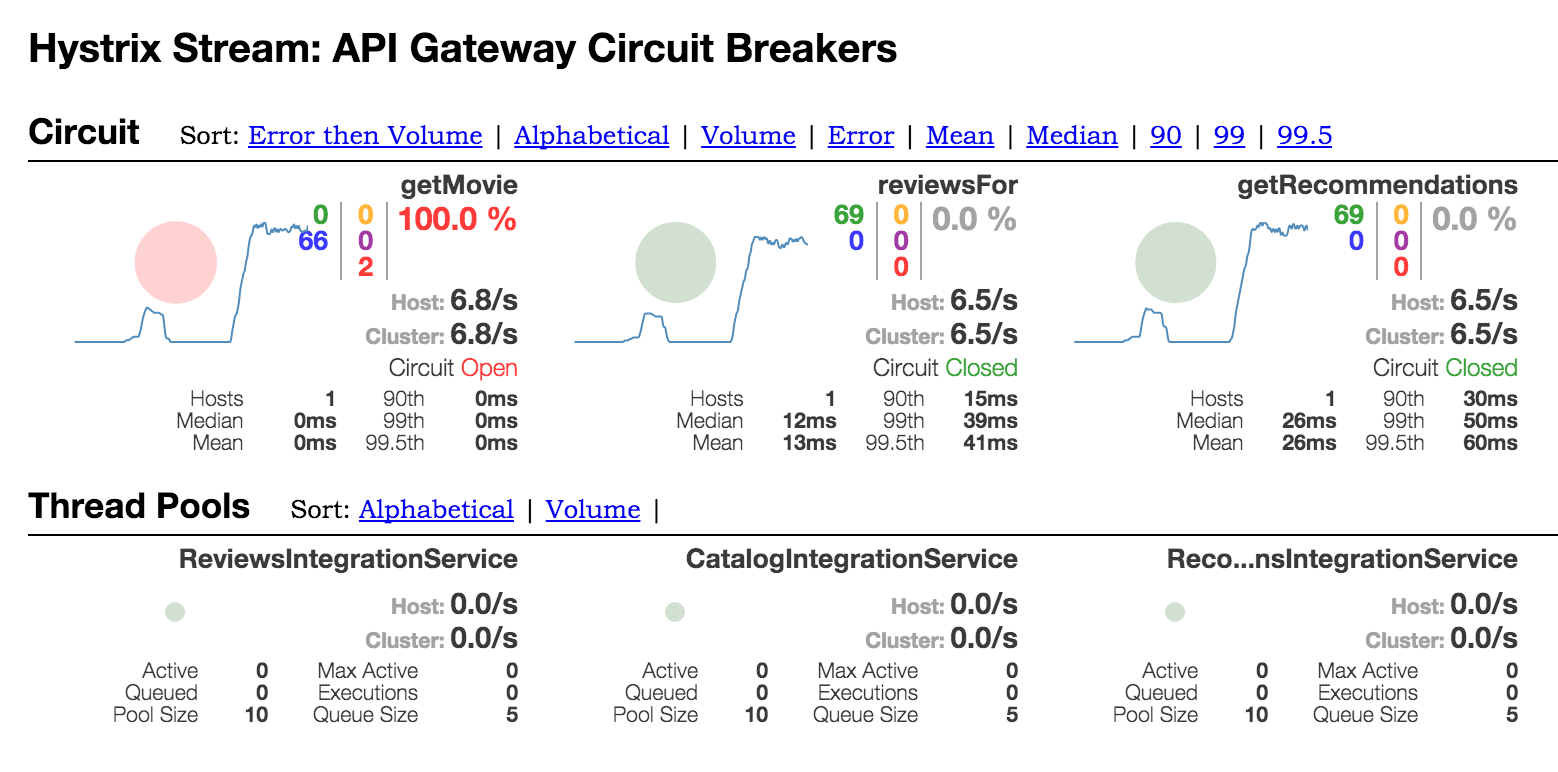 Hystrix Stream: API Gateway Circuit Breakers
Circuit Sort: Error then Volume | Alphabetical | Volume | Error | Mean | Median | 90 | 99 | 99.5
getMovie
0 0 100.0 %
66 0
2
Host: 6.8/s
Cluster: 6.8/s
Circuit Open
Hosts 1 90th 0ms
Median 0ms 99th 0ms
Mean 0ms 99.5th 0ms
reviewsFor
69 0 0.0 %
0 0
0
Host: 6.5/s
Cluster: 6.5/s
Circuit Closed
Hosts 1 90th 15ms
Median 12ms 99th 39ms
Mean 13ms 99.5th 41ms
getRecommendations
69 0 0.0 %
0 0
0
Host: 6.5/s
Cluster: 6.5/s
Circuit Closed
Hosts 1 90th 30ms
Median 26ms 99th 50ms
Mean 26ms 99.5th 60ms
Thread Pools Sort: Alphabetical | Volume |
ReviewsIntegrationService
Host: 0.0/s
Cluster: 0.0/s
Active 0 Max Active 0
Queued 0 Executions 0
Pool Size 10 Queue Size 5
CatalogIntegrationService
Host: 0.0/s
Cluster: 0.0/s
Active 0 Max Active 0
Queued 0 Executions 0
Pool Size 10 Queue Size 5
Reco...nsIntegrationService
Host: 0.0/s
Cluster: 0.0/s
Active 0 Max Active 0
Queued 0 Executions 0
Pool Size 10 Queue Size 5